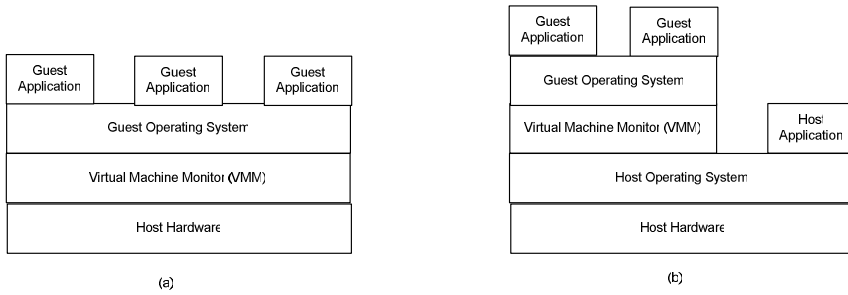 Guest
Application
Guest
Application
Guest
Application
Guest Operating System
Virtual Machine Monitor (VMM)
Host Hardware
(a)
Guest
Application
Guest
Application
Guest Operating System
Virtual Machine Monitor (VMM)
Host
Application
Host Operating System
Host Hardware
(b)